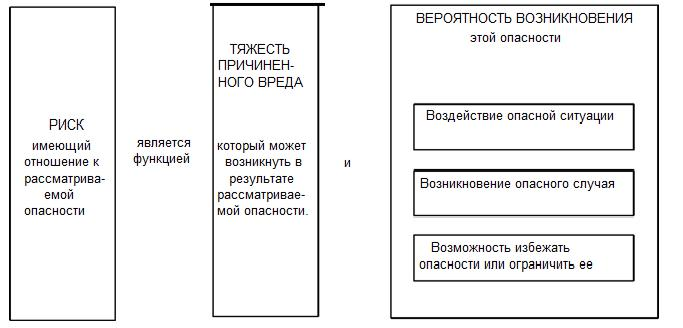 РИСК
имеющий
отношение к
рассматрива-
емой
опасности
является
функцией
ТЯЖЕСТЬ
ПРИЧИНЕН-
НОГО ВРЕДА
который может
возникнуть в
результате
рассматривае-
мой опасности.
и
ВЕРОЯТНОСТЬ ВОЗНИКНОВЕНИЯ
этой опасности
Воздействие опасной ситуации
Возникновение опасного случая
Возможность избежать
опасности или ограничить ее